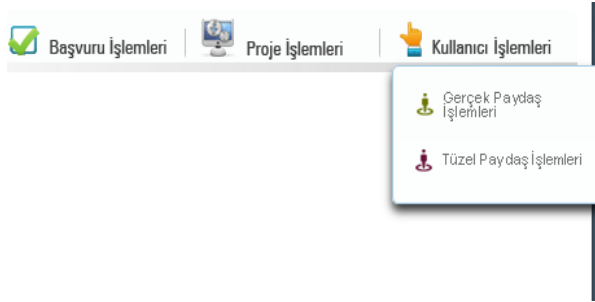 Başvuru İşlemleri
Proje İşlemleri
Kullanıcı İşlemleri
Gerçek Paydaş
İşlemleri
Tüzel Paydaş İşlemleri